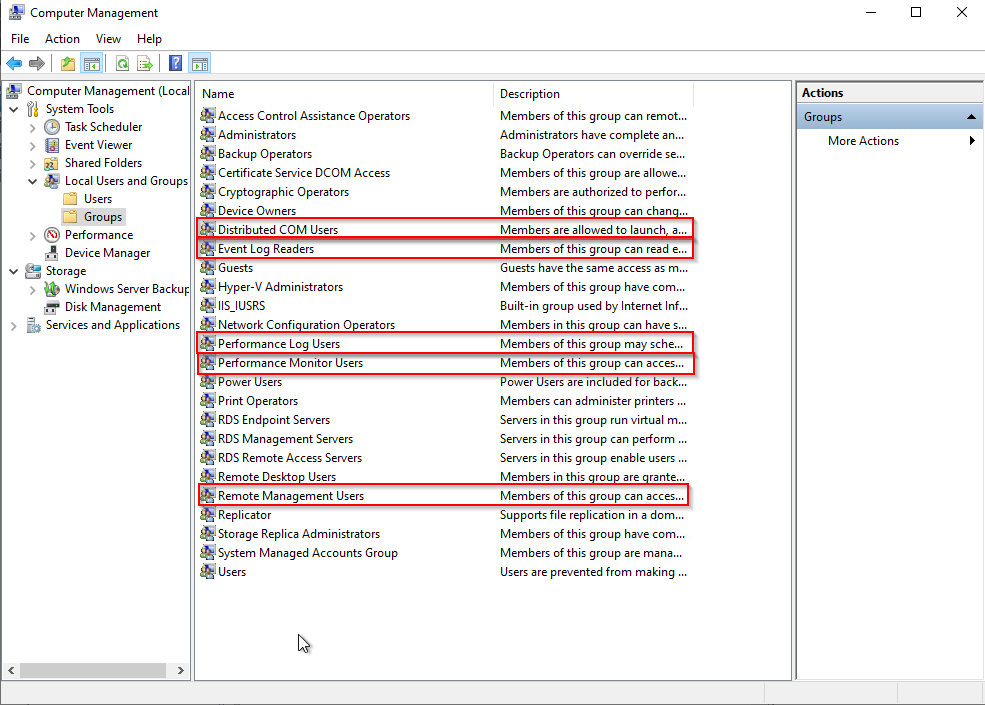 Computer Management
File Action View Help
Computer Management (Local
System Tools
Task Scheduler
Event Viewer
Shared Folders
Local Users and Groups
Users
Groups
Performance
Device Manager
Storage
Windows Server Backup
Disk Management
Services and Applications
Name Description
Access Control Assistance Operators Members of this group can remot...
Administrators Administrators have complete an...
Backup Operators Backup Operators can override se...
Certificate Service DCOM Access Members of this group are allowe...
Cryptographic Operators Members are authorized to perfor...
Device Owners Members of this group can chang...
Distributed COM Users Members are allowed to launch, a...
Event Log Readers Members of this group can read e...
Guests Guests have the same access as m...
Hyper-V Administrators Members of this group have com...
IIS_IUSRS Built-in group used by Internet Inf...
Network Configuration Operators Members in this group can have s...
Performance Log Users Members of this group may sche...
Performance Monitor Users Members of this group can acces...
Power Users Power Users are included for back...
Print Operators Members can administer printers ...
RDS Endpoint Servers Servers in this group run virtual m...
RDS Management Servers Servers in this group can perform ...
RDS Remote Access Servers Servers in this group enable users ...
Remote Desktop Users Members in this group are grante...
Remote Management Users Members of this group can acces...
Replicator Supports file replication in a dom...
Storage Replica Administrators Members of this group have com...
System Managed Accounts Group Members of this group are mana...
Users Users are prevented from making ...
Actions
Groups
More Actions